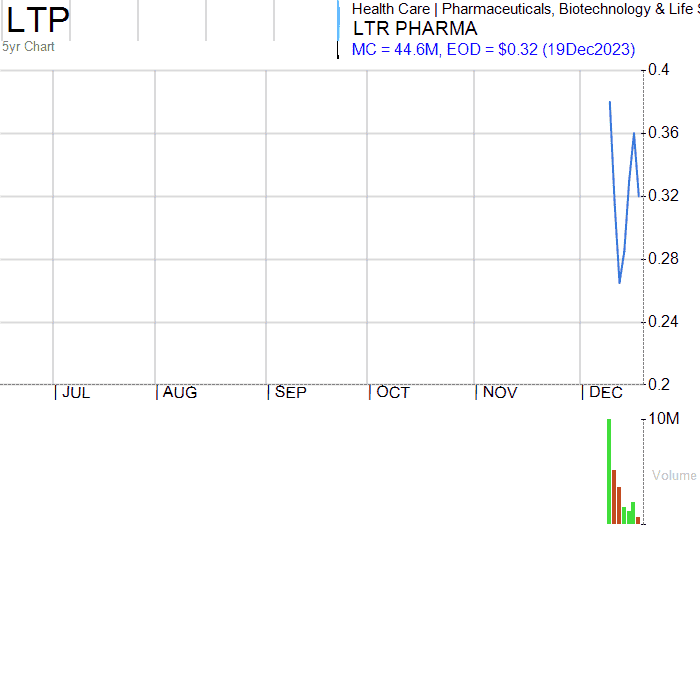 LTP
5yr Chart
Health Care | Pharmaceuticals, Biotechnology & Life
LTR PHARMA
MC = 44.6M, EOD = $0.32 (19Dec2023)
0.4
0.36
0.32
0.28
0.24
0.2
JUL
AUG
SEP
OCT
NOV
DEC
10M
Volume